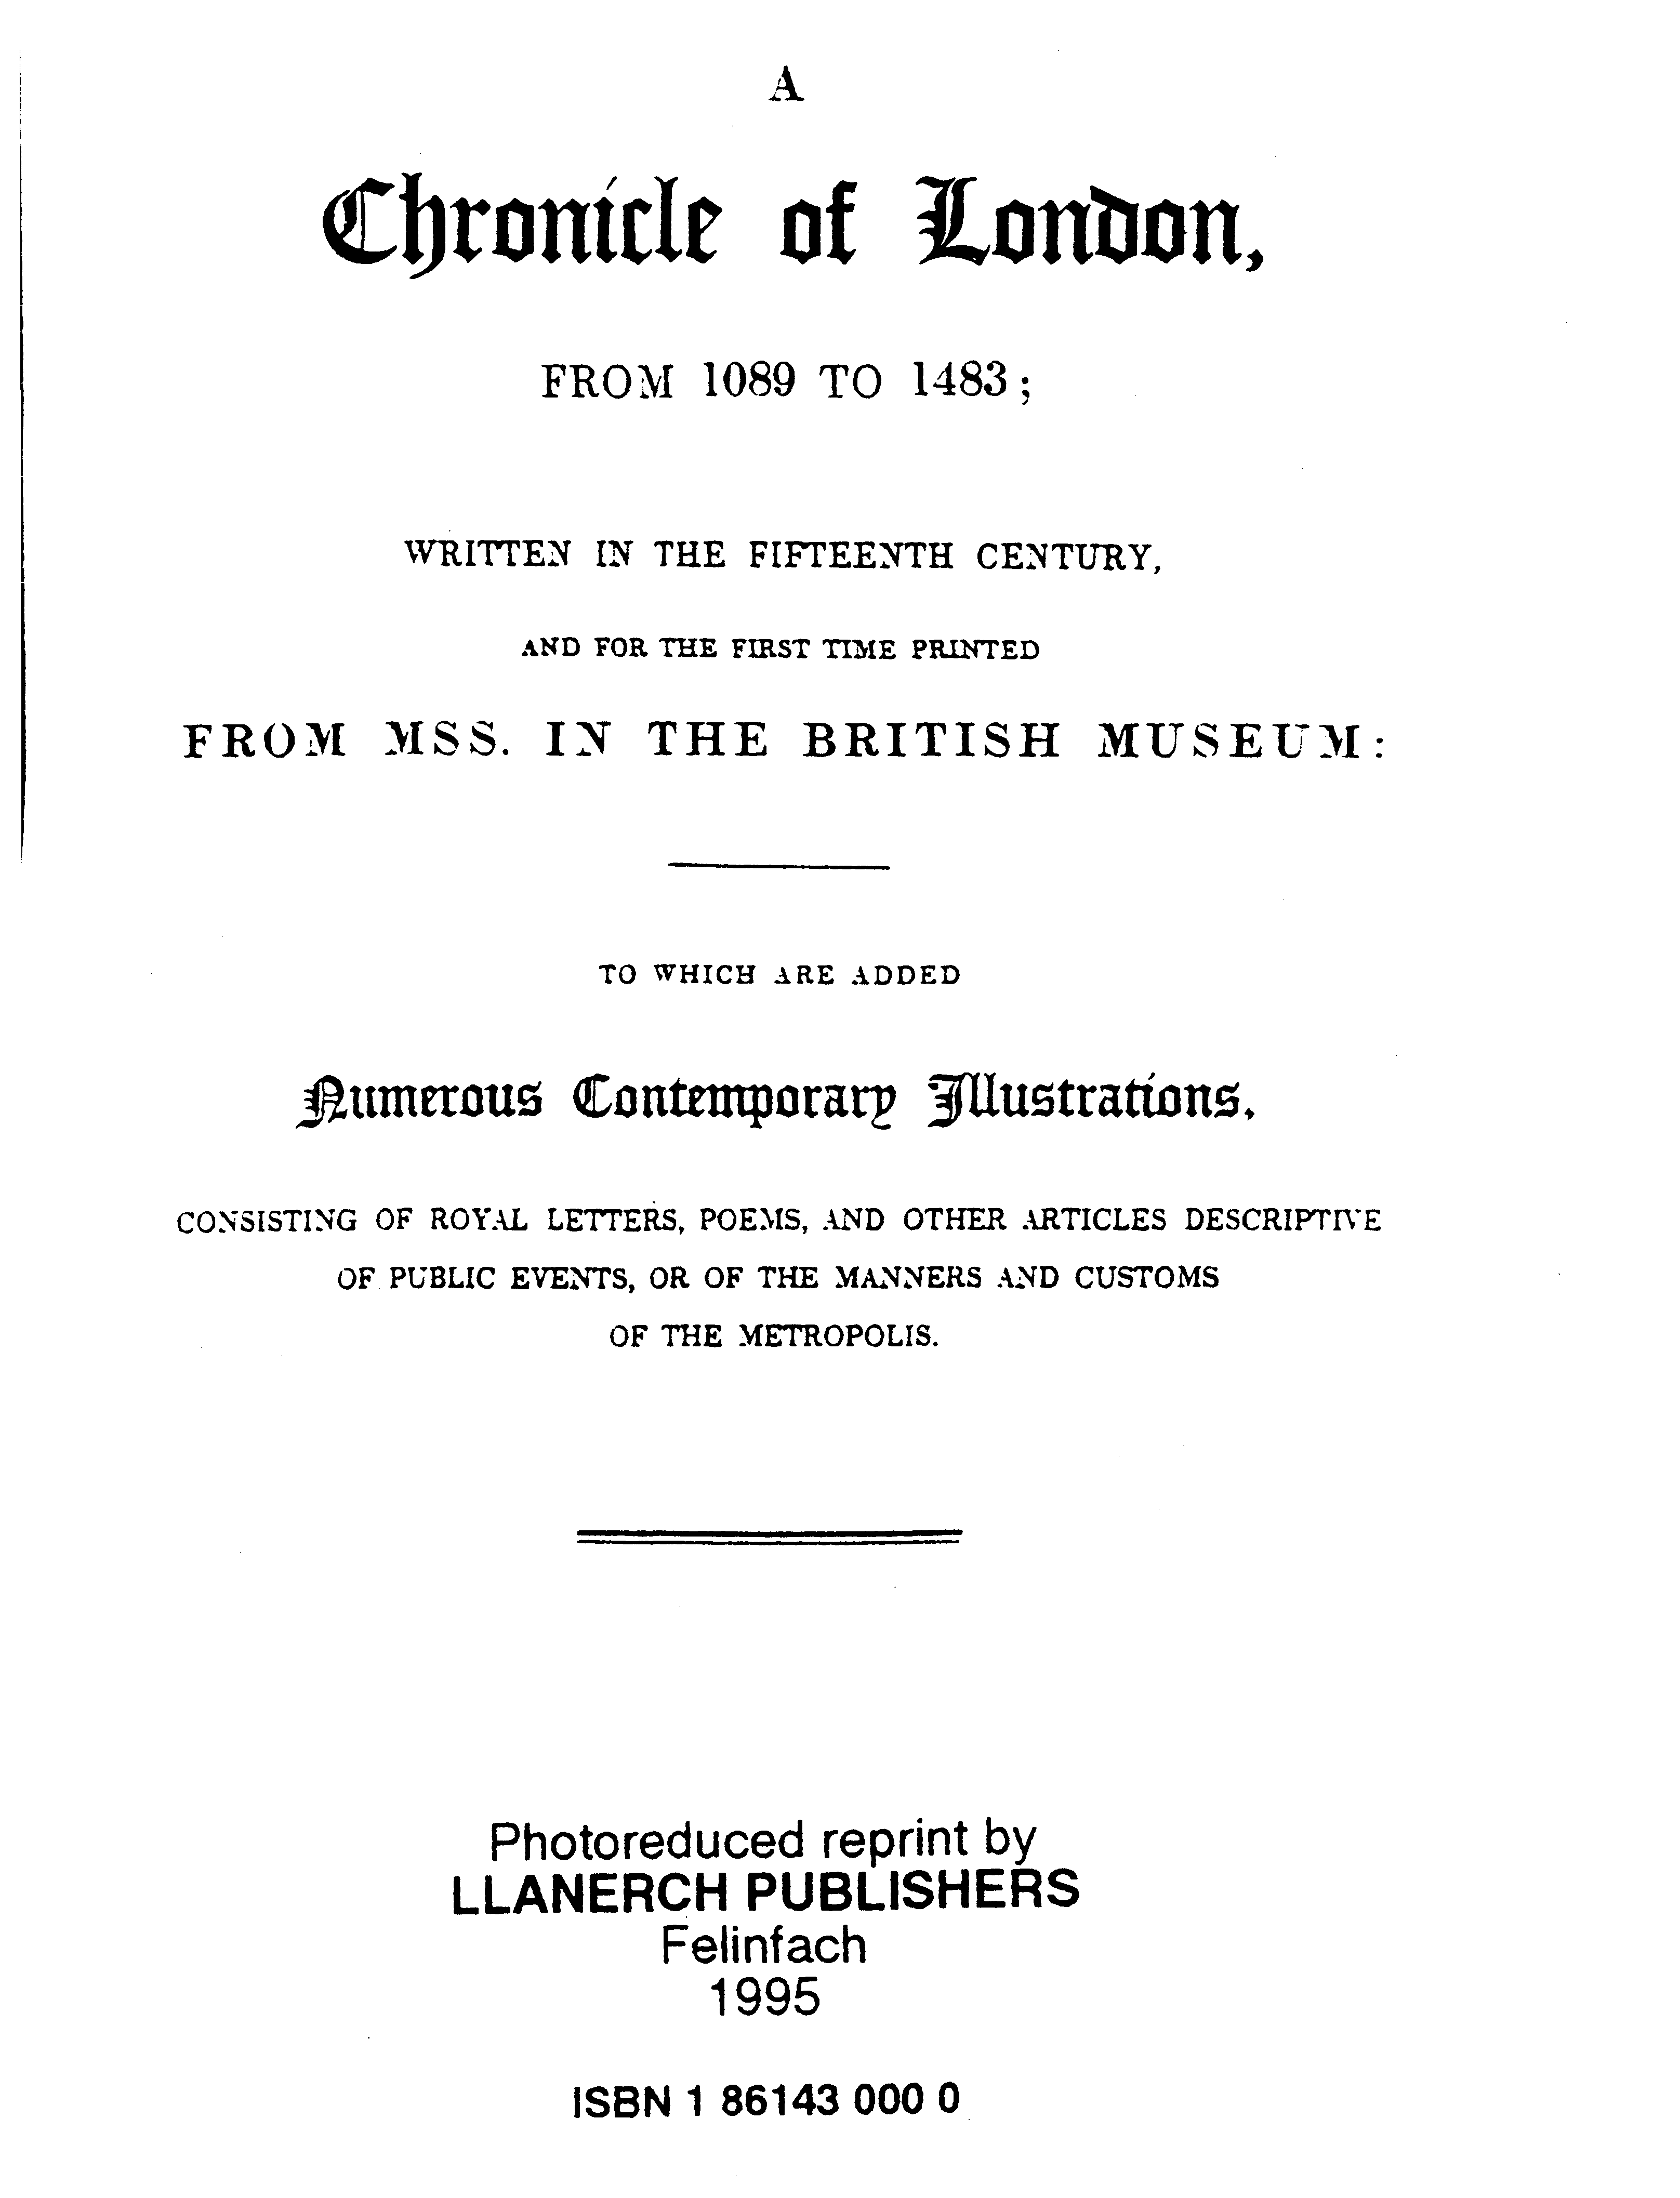 A
Chronicle of London,
FROM 1089 TO 1483;
WRITTEN IN THE FIFTEENTH CENTURY,
AND FOR THE FIRST TIME PRINTED
FROM MSS. IN THE BRITISH MUSEUM:
TO WHICH ARE ADDED
Numerous Contemporary Illustrations,
CONSISTING OF ROYAL LETTERS, POEMS, AND OTHER ARTICLES DESCRIPTIVE
OF PUBLIC EVENTS, OR OF THE MANNERS AND CUSTOMS
OF THE METROPOLIS.
Photoreduced reprint by
LLANERCH PUBLISHERS
Felinfach
1995
ISBN 1 86143 000 0